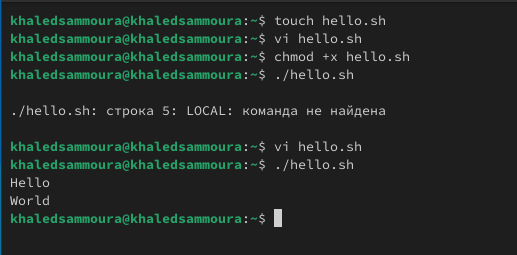 khaledsammoura@khaledsammoura:~$ touch hello.sh
khaledsammoura@khaledsammoura:~$ vi hello.sh
khaledsammoura@khaledsammoura:~$ chmod +x hello.sh
khaledsammoura@khaledsammoura:~$ ./hello.sh
./hello.sh: строка 5: LOCAL: команда не найдена
khaledsammoura@khaledsammoura:~$ vi hello.sh
khaledsammoura@khaledsammoura:~$ ./hello.sh
Hello
World
khaledsammoura@khaledsammoura:~$